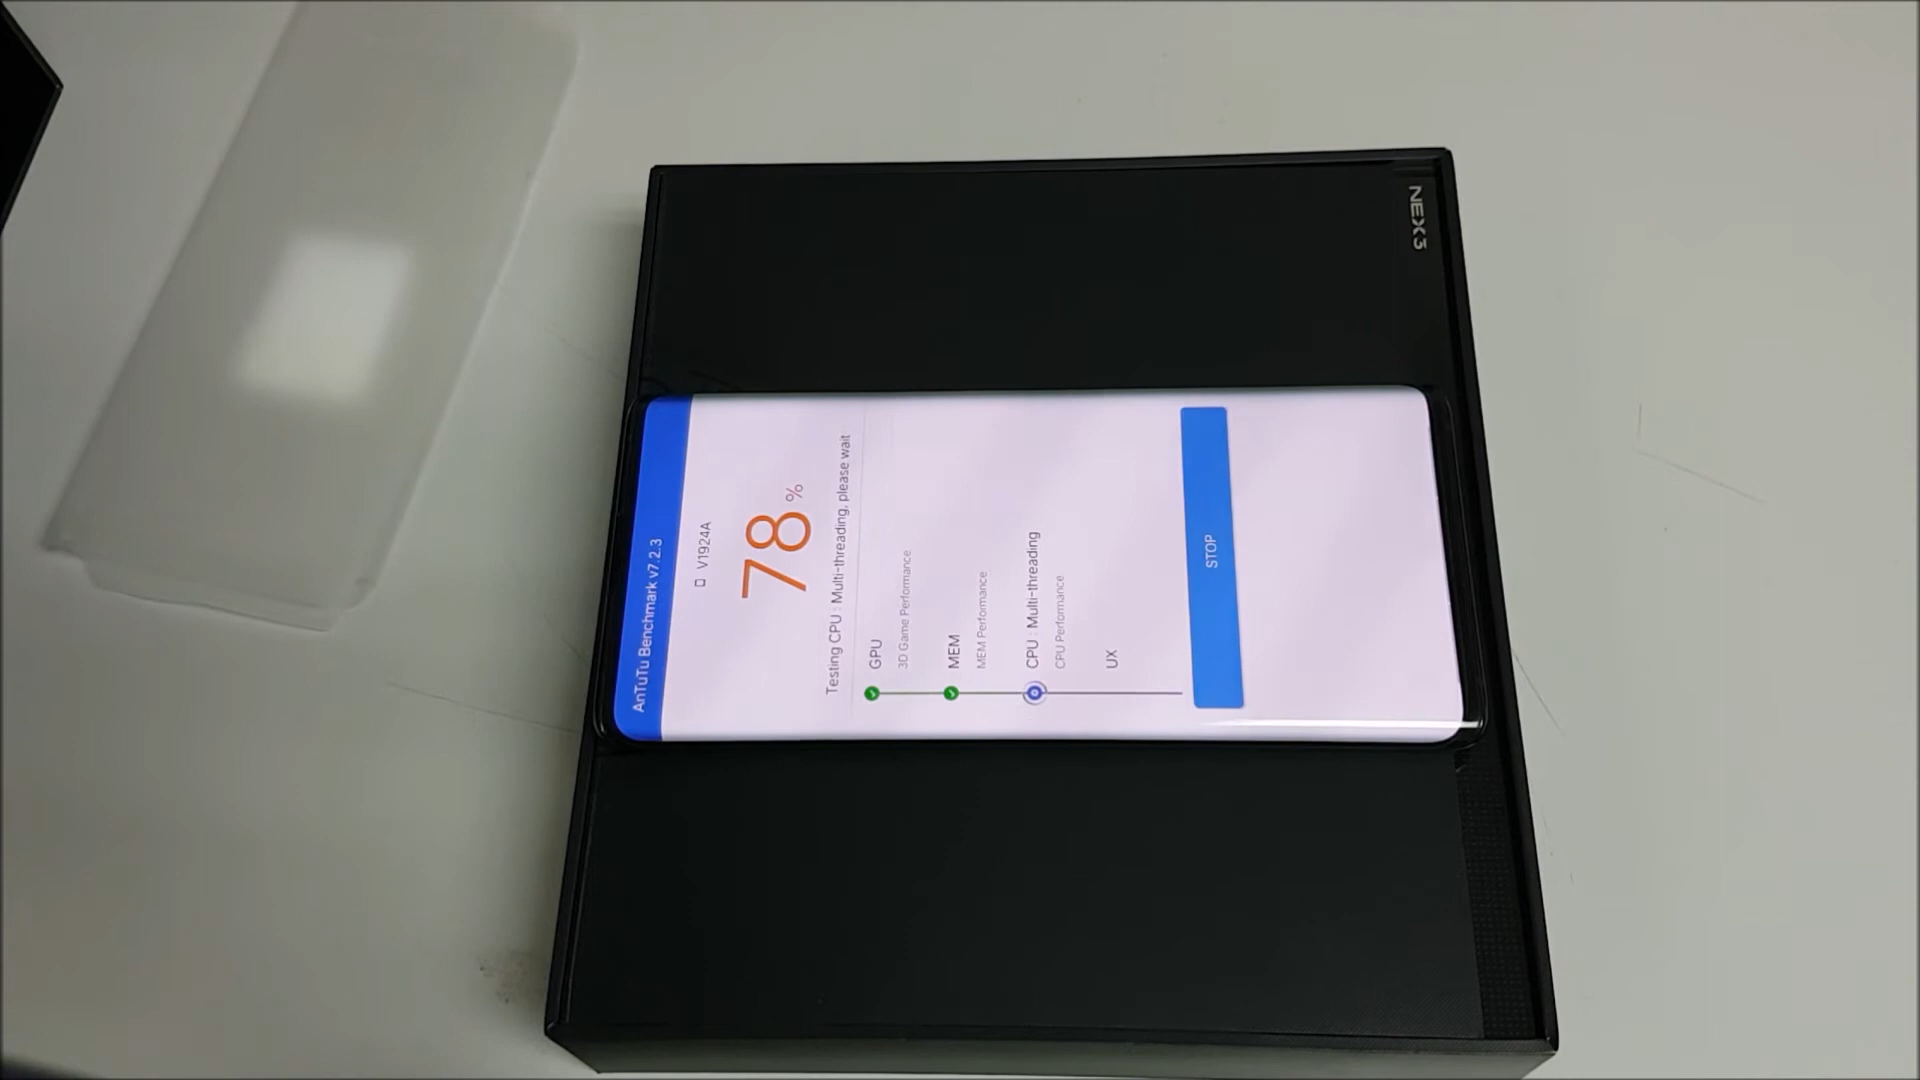 NEX3
AnTuTu Benchmark v7.2.3
V1924A
78%
Testing CPU : Multi-threading, please wait
GPU
3D Game Performance
MEM
MEM Performance
CPU : Multi-threading
CPU Performance
UX
STOP